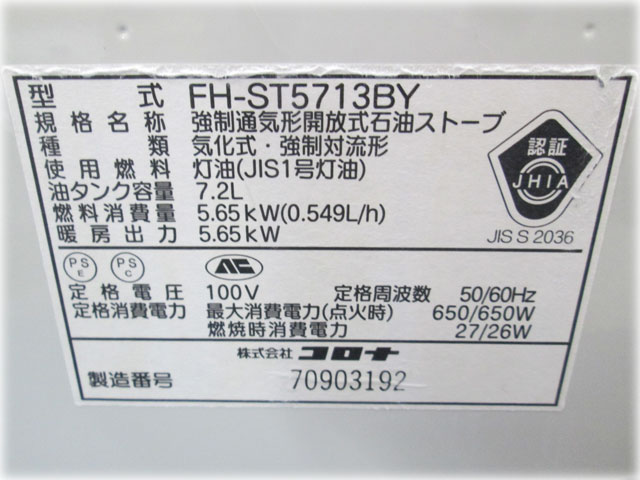 型式 FH-ST5713BY
規格名称 強制通気形開放式石油ストーブ
種類 気化式・強制対流形
使用燃料 灯油(JIS1号灯油)
油タンク容量 7.2L
燃料消費量 5.65kW(0.549L/h)
暖房出力 5.65kW
認証
JHIA
JIS S 2036
PS E PS C
定格電圧 100V 定格周波数 50/60Hz
定格消費電力 最大消費電力(点火時) 650/650W
燃焼時消費電力 27/26W
株式会社 コロナ
製造番号 70903192